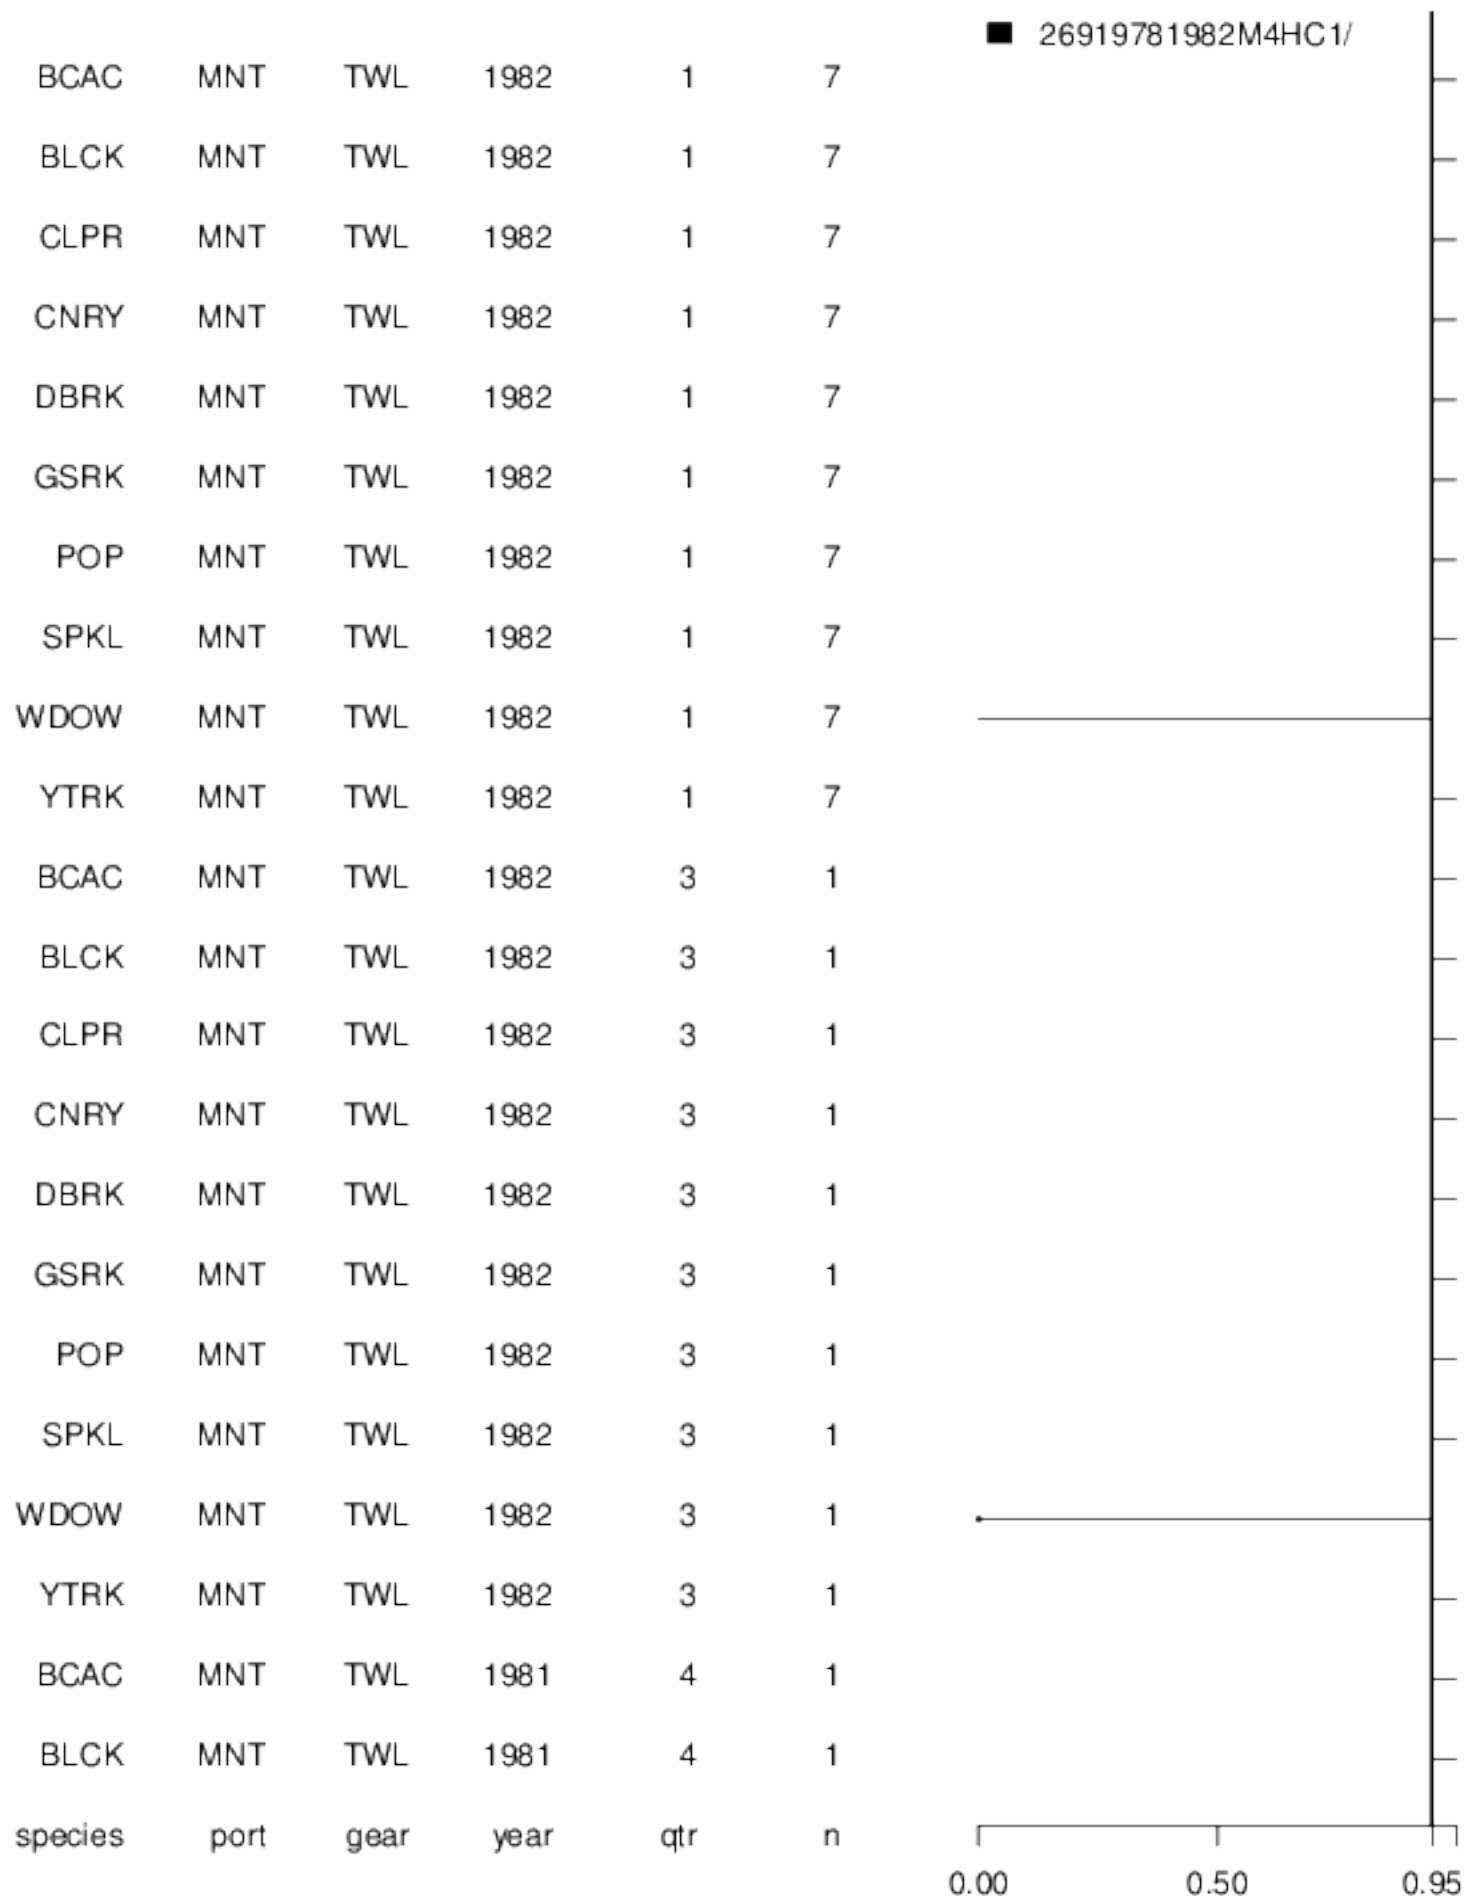 26919781982M4HC1/
BCAC MNT TWL 1982 1 7
BLCK MNT TWL 1982 1 7
CLPR MNT TWL 1982 1 7
CNRY MNT TWL 1982 1 7
DBRK MNT TWL 1982 1 7
GSRK MNT TWL 1982 1 7
POP MNT TWL 1982 1 7
SPKL MNT TWL 1982 1 7
WDOW MNT TWL 1982 1 7
YTRK MNT TWL 1982 1 7
BCAC MNT TWL 1982 3 1
BLCK MNT TWL 1982 3 1
CLPR MNT TWL 1982 3 1
CNRY MNT TWL 1982 3 1
DBRK MNT TWL 1982 3 1
GSRK MNT TWL 1982 3 1
POP MNT TWL 1982 3 1
SPKL MNT TWL 1982 3 1
WDOW MNT TWL 1982 3 1
YTRK MNT TWL 1982 3 1
BCAC MNT TWL 1981 4 1
BLCK MNT TWL 1981 4 1
species port gear year qtr n
0.00 0.50 0.95